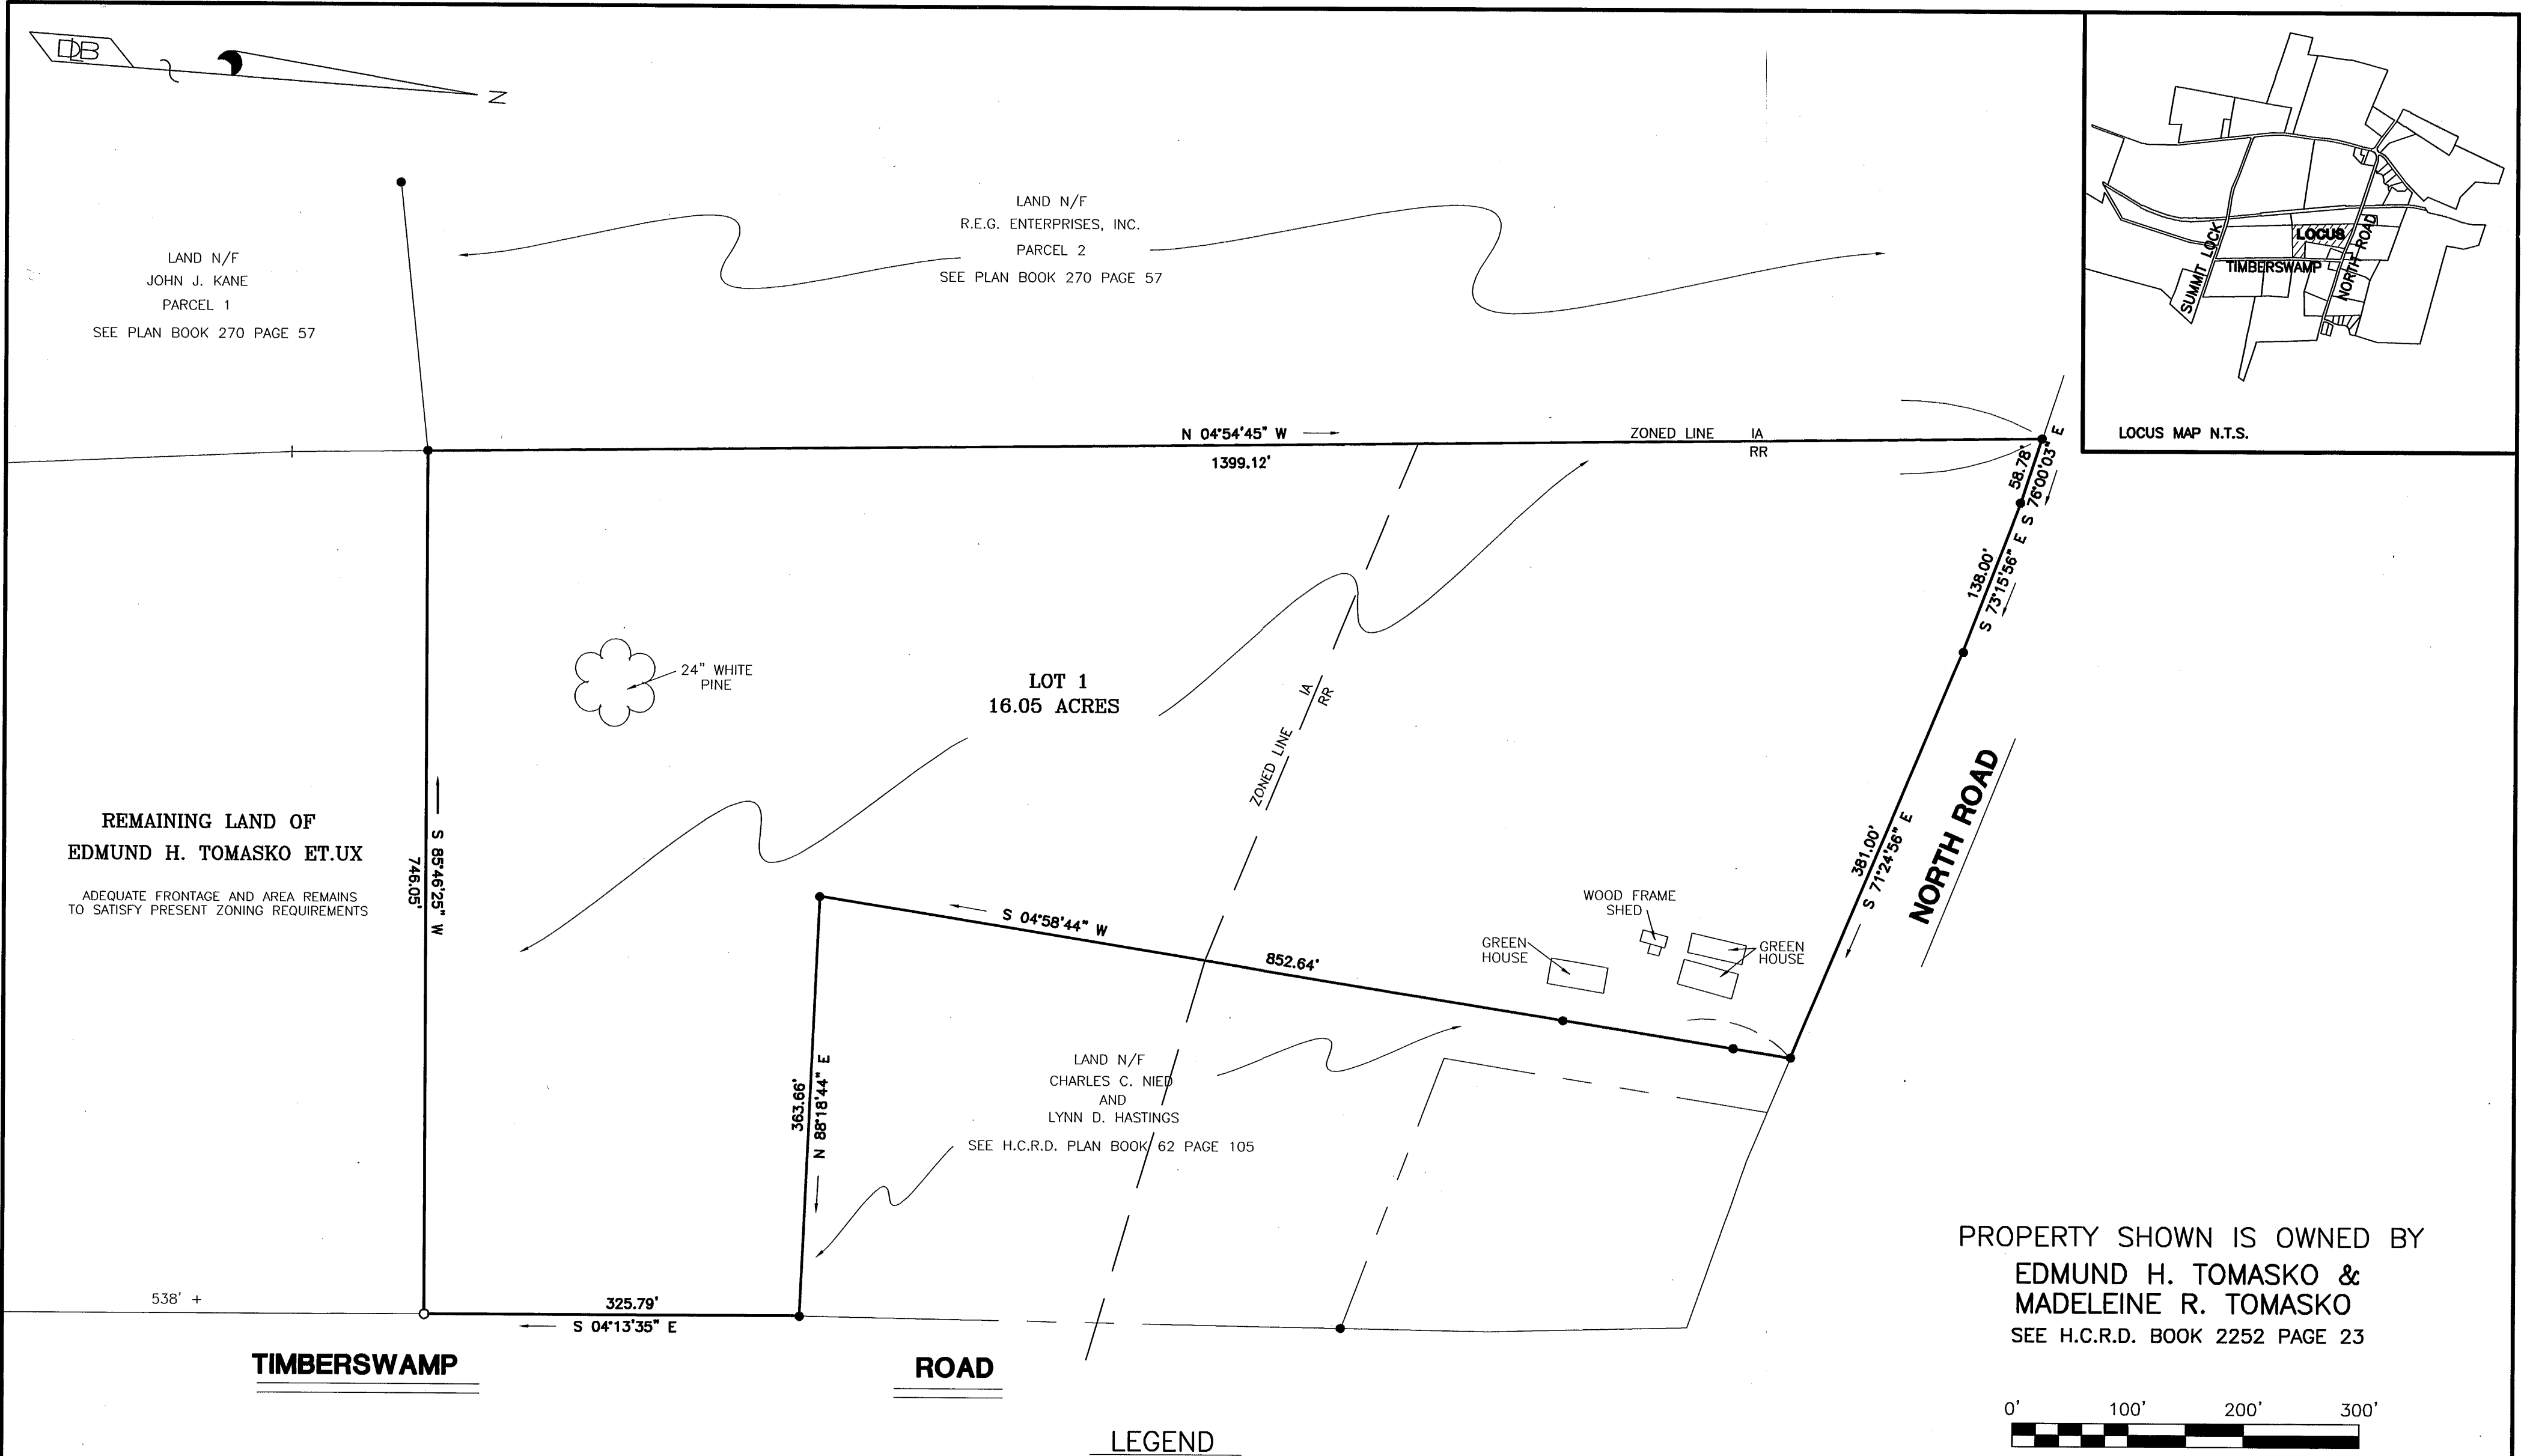 DLB
N
LAND N/F
JOHN J. KANE
PARCEL 1
SEE PLAN BOOK 270 PAGE 57
LAND N/F
R.E.G. ENTERPRISES, INC.
PARCEL 2
SEE PLAN BOOK 270 PAGE 57
LOCUS
TIMBERSWAMP
SUMMIT LOCK
NORTH ROAD
LOCUS MAP N.T.S.
N 04°54'45" W
1399.12'
ZONED LINE
IA
RR
58.78'
S 76°00'03" E
138.00'
S 73°15'56" E
381.00'
S 71°24'56" E
NORTH ROAD
24" WHITE
PINE
LOT 1
16.05 ACRES
ZONED LINE
IA
RR
REMAINING LAND OF
EDMUND H. TOMASKO ET.UX
ADEQUATE FRONTAGE AND AREA REMAINS
TO SATISFY PRESENT ZONING REQUIREMENTS
S 85°46'25" W
746.05'
S 04°58'44" W
852.64'
WOOD FRAME
SHED
GREEN
HOUSE
GREEN
HOUSE
363.66'
N 88°18'44" E
LAND N/F
CHARLES C. NIED
AND
LYNN D. HASTINGS
SEE H.C.R.D. PLAN BOOK 62 PAGE 105
538' +
325.79'
S 04°13'35" E
TIMBERSWAMP
ROAD
PROPERTY SHOWN IS OWNED BY
EDMUND H. TOMASKO &
MADELEINE R. TOMASKO
SEE H.C.R.D. BOOK 2252 PAGE 23
0' 100' 200' 300'
LEGEND